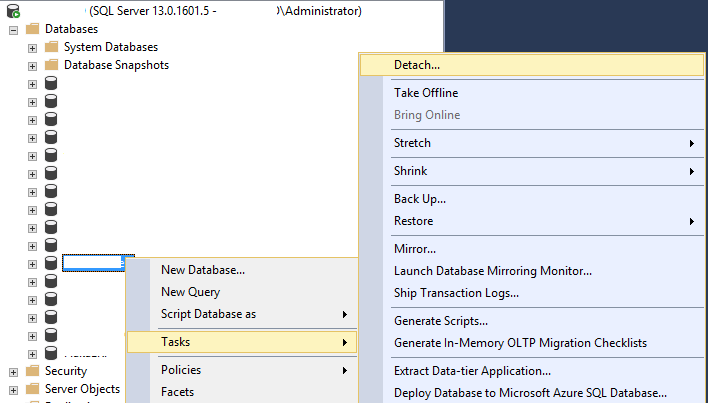 (SQL Server 13.0.1601.5 - \Administrator)
Databases
System Databases
Database Snapshots
Security
Server Objects
New Database...
New Query
Script Database as
Tasks
Policies
Facets
Detach...
Take Offline
Bring Online
Stretch
Shrink
Back Up...
Restore
Mirror...
Launch Database Mirroring Monitor...
Ship Transaction Logs...
Generate Scripts...
Generate In-Memory OLTP Migration Checklists
Extract Data-tier Application...
Deploy Database to Microsoft Azure SQL Database...